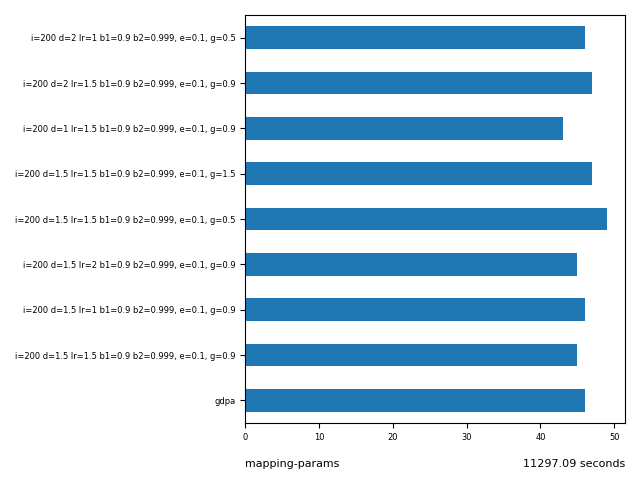 i=200 d=2 lr=1 b1=0.9 b2=0.999, e=0.1, g=0.5
i=200 d=2 lr=1.5 b1=0.9 b2=0.999, e=0.1, g=0.9
i=200 d=1 lr=1.5 b1=0.9 b2=0.999, e=0.1, g=0.9
i=200 d=1.5 lr=1.5 b1=0.9 b2=0.999, e=0.1, g=1.5
i=200 d=1.5 lr=1.5 b1=0.9 b2=0.999, e=0.1, g=0.5
i=200 d=1.5 lr=2 b1=0.9 b2=0.999, e=0.1, g=0.9
i=200 d=1.5 lr=1 b1=0.9 b2=0.999, e=0.1, g=0.9
i=200 d=1.5 lr=1.5 b1=0.9 b2=0.999, e=0.1, g=0.9
gdpa
0 10 20 30 40 50
mapping-params 11297.09 seconds